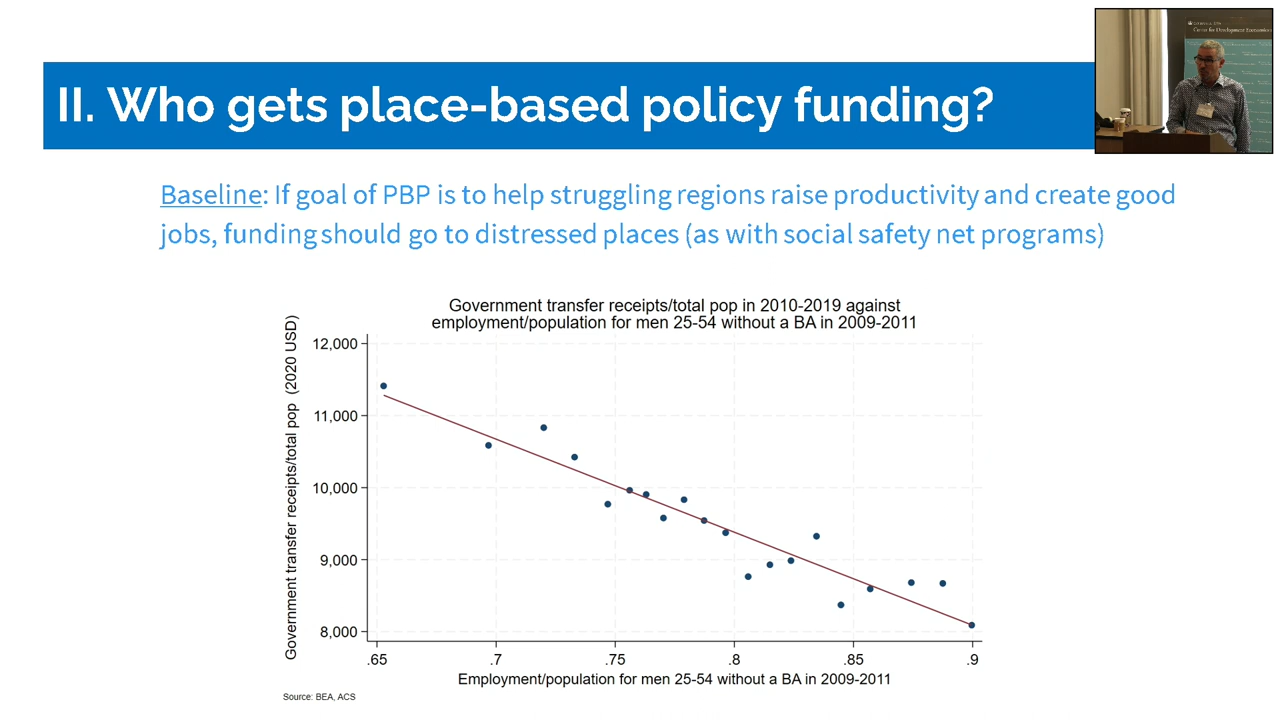 II. Who gets place-based policy funding?
Baseline: If goal of PBP is to help struggling regions raise productivity and create good
jobs, funding should go to distressed places (as with social safety net programs)
Government transfer receipts/total pop in 2010-2019 against
employment/population for men 25-54 without a BA in 2009-2011
Government transfer receipts/total pop (2020 USD)
12,000
11,000
10,000
9,000
8,000
.65
.7
.75
.8
.85
.9
Employment/population for men 25-54 without a BA in 2009-2011
Source: BEA, ACS
Center for Development Economics